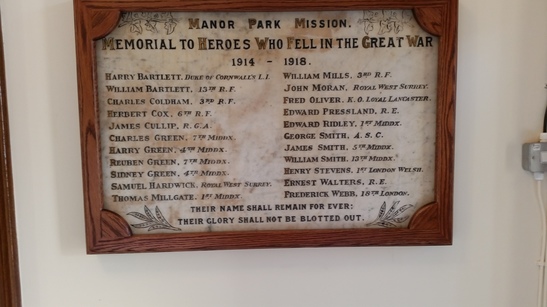 MANOR PARK MISSION.
MEMORIAL TO HEROES WHO FELL IN THE GREAT WAR
1914 - 1918.
HARRY BARTLETT, DUKE OF CORNWALL'S L.I.
WILLIAM BARTLETT, 13TH R.F.
CHARLES COLDHAM, 3RD R.F.
HERBERT COX, 6TH R.F.
JAMES CULLIP, R.G.A.
CHARLES GREEN, 7TH MIDDX.
HARRY GREEN, 4TH MIDDX.
REUBEN GREEN, 7TH MIDDX.
SIDNEY GREEN, 4TH MIDDX.
SAMUEL HARDWICK, ROYAL WEST SURREY.
THOMAS MILLGATE, 1ST MIDDX.
WILLIAM MILLS, 3RD R.F.
JOHN MORAN, ROYAL WEST SURREY.
FRED OLIVER, K.O. ROYAL LANCASTER.
EDWARD PRESSLAND, R.E.
EDWARD RIDLEY, 1ST MIDDX.
GEORGE SMITH, A.S.C.
JAMES SMITH, 5TH MIDDX.
WILLIAM SMITH, 13TH MIDDX.
HENRY STEVENS, 1ST LONDON WELSH.
ERNEST WALTERS, R.E.
FREDERICK WEBB, 18TH LONDON.
THEIR NAME SHALL REMAIN FOR EVER:
THEIR GLORY SHALL NOT BE BLOTTED OUT.